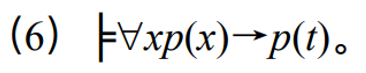 (6) ⊨∀xp(x)→p(t)。